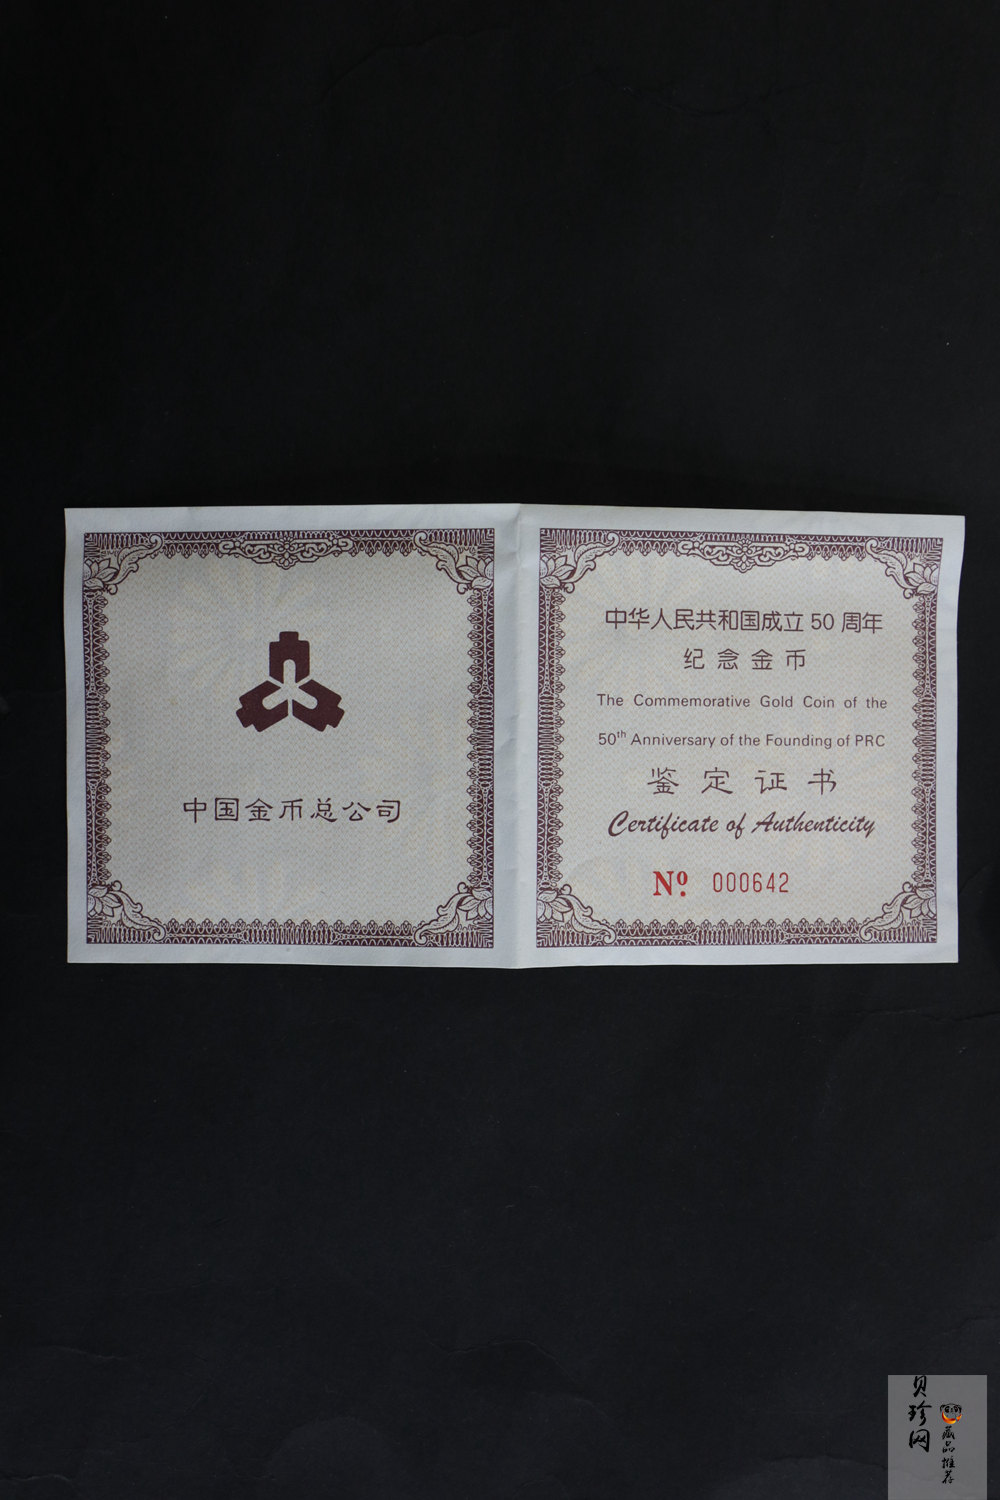 中国金币总公司
中华人民共和国成立50周年
纪念金币
The Commemorative Gold Coin of the
50th Anniversary of the Founding of PRC
鉴定证书
Certificate of Authenticity
Nº 000642
贝珍网
藏品推荐